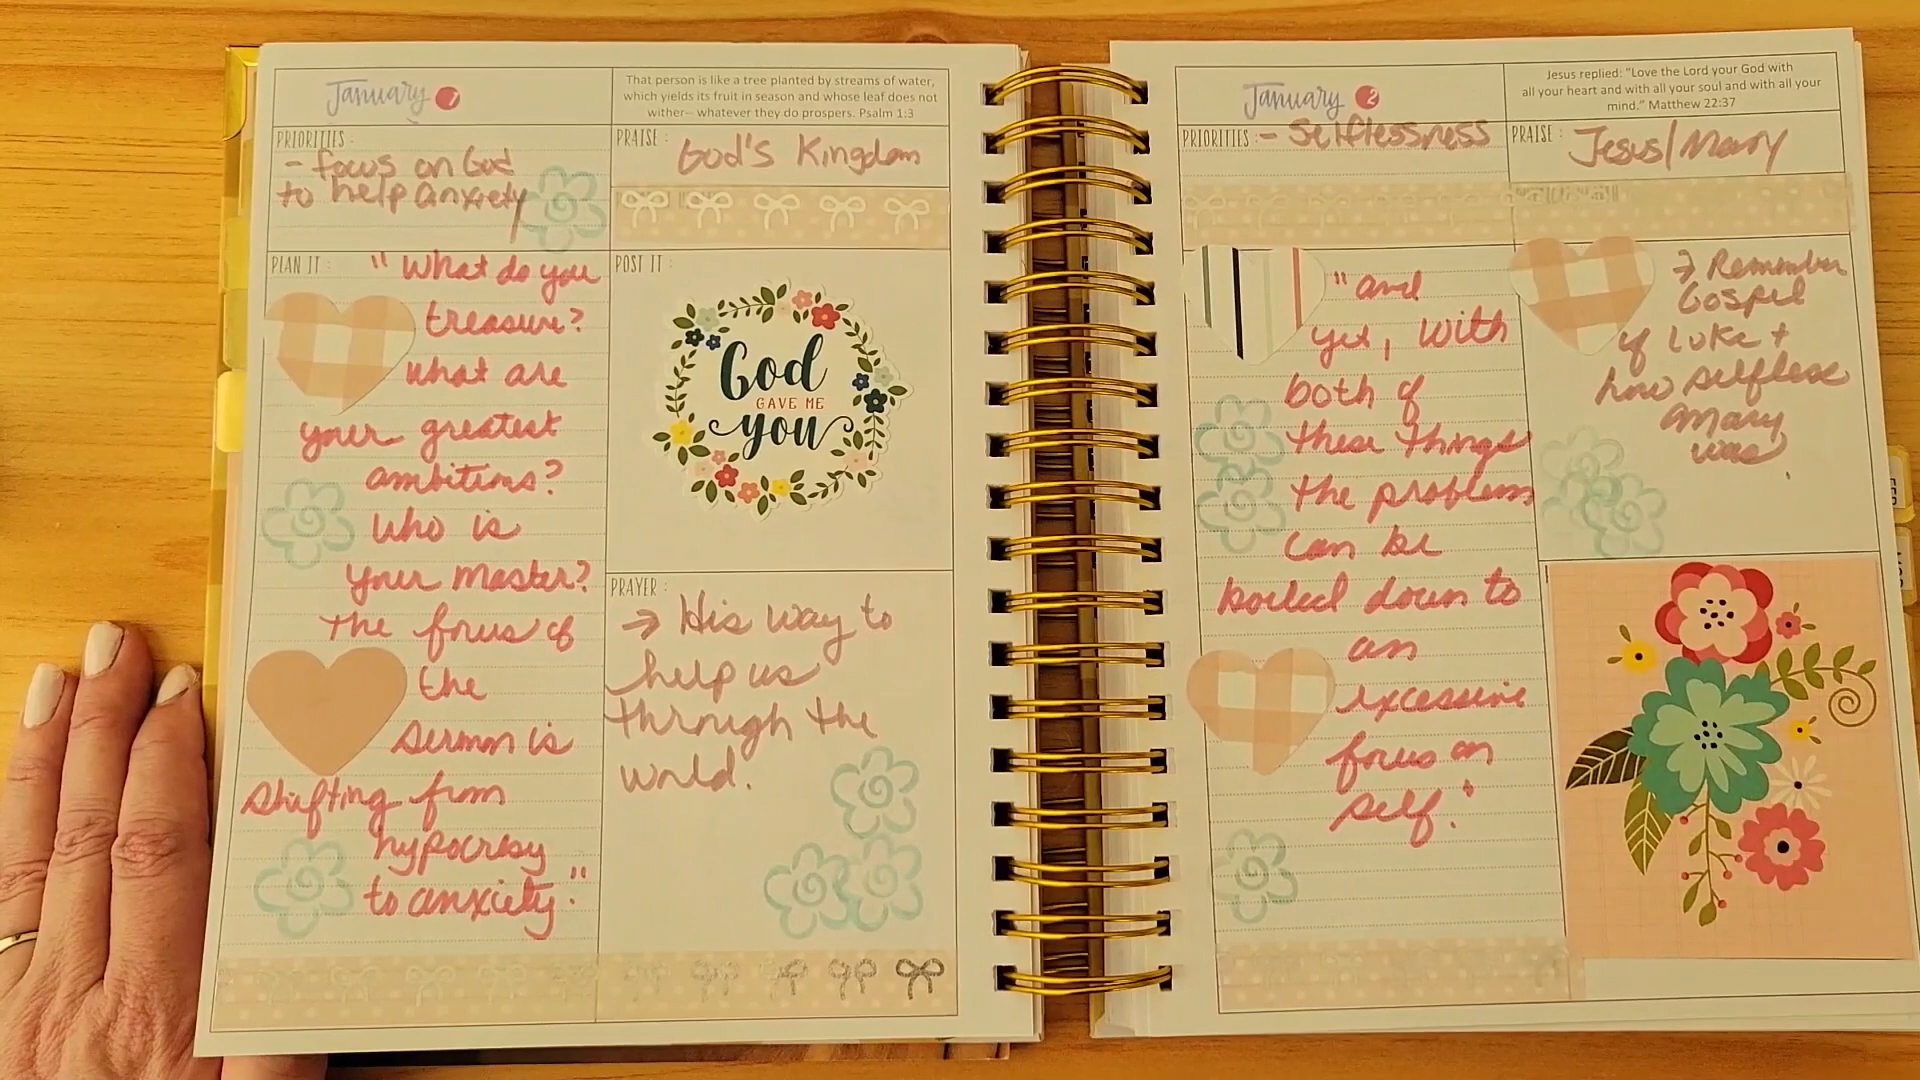 January 1
That person is like a tree planted by streams of water,
which yields its fruit in season and whose leaf does not
wither-- whatever they do prospers. Psalm 1:3
PRIORITIES:
- focus on God
to help anxiety
PRAISE:
God's Kingdom
PLAN IT:
"What do you
treasure?
What are
your greatest
ambitions?
Who is
your master?
The focus of
the
sermon is
shifting from
hypocrisy
to anxiety."
POST IT:
God
GAVE ME
you
PRAYER:
→ His way to
help us
through the
world.
January 2
Jesus replied: "Love the Lord your God with
all your heart and with all your soul and with all your
mind." Matthew 22:37
PRIORITIES: - Selflessness
PRAISE:
Jesus/Mary
"and
yet, with
both of
these things
the problem
can be
boiled down to
an
excessive
focus on
self."
→ Remember
Gospel
of Luke +
how selfless
Mary
was
FEB